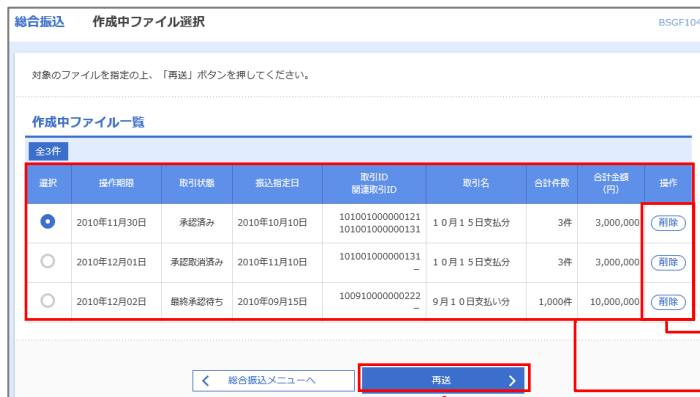 総合振込 作成中ファイル選択 BSGF104
対象のファイルを指定の上、「再送」ボタンを押してください。
作成中ファイル一覧
全3件
選択 操作期限 取引状態 振込指定日 取引ID 取引名 合計件数 合計金額 操作
関連取引ID (円)
2010年11月30日 承認済み 2010年10月10日 101001000000121 10月15日支払分 3件 3,000,000 削除
101001000000131
2010年12月01日 承認取消済み 2010年11月10日 101001000000131 10月15日支払分 3件 3,000,000 削除
–
2010年12月02日 最終承認待ち 2010年09月15日 100910000000222 9月10日支払い分 1,000件 10,000,000 削除
–
総合振込メニューへ 再送